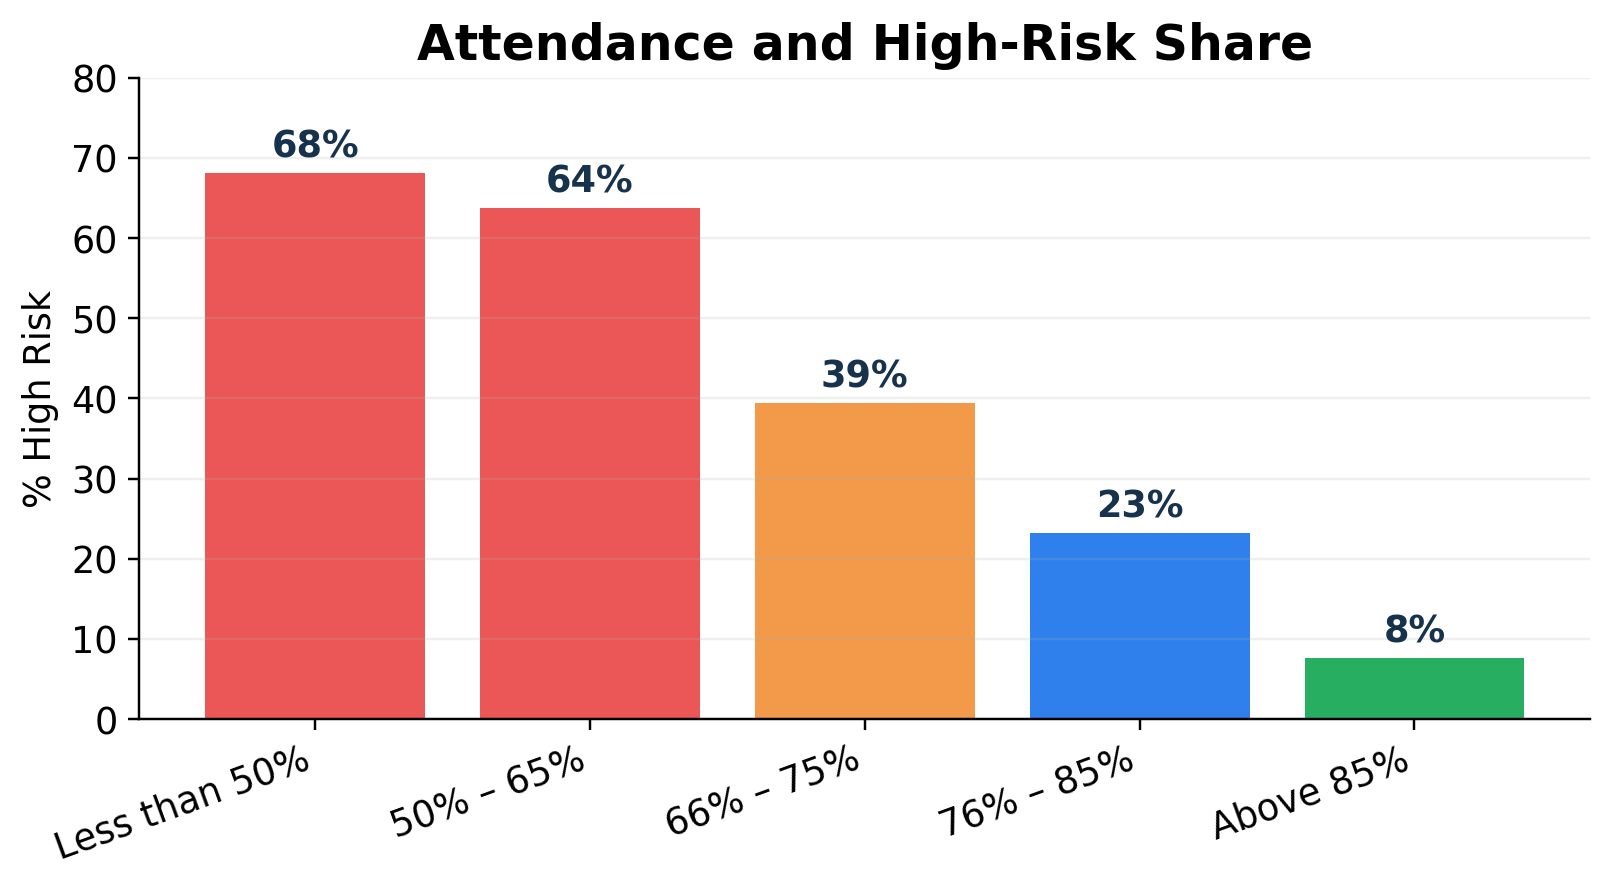 Attendance and High-Risk Share
% High Risk
80
70
60
50
40
30
20
10
0
68%
64%
39%
23%
8%
Less than 50%
50% – 65%
66% – 75%
76% – 85%
Above 85%